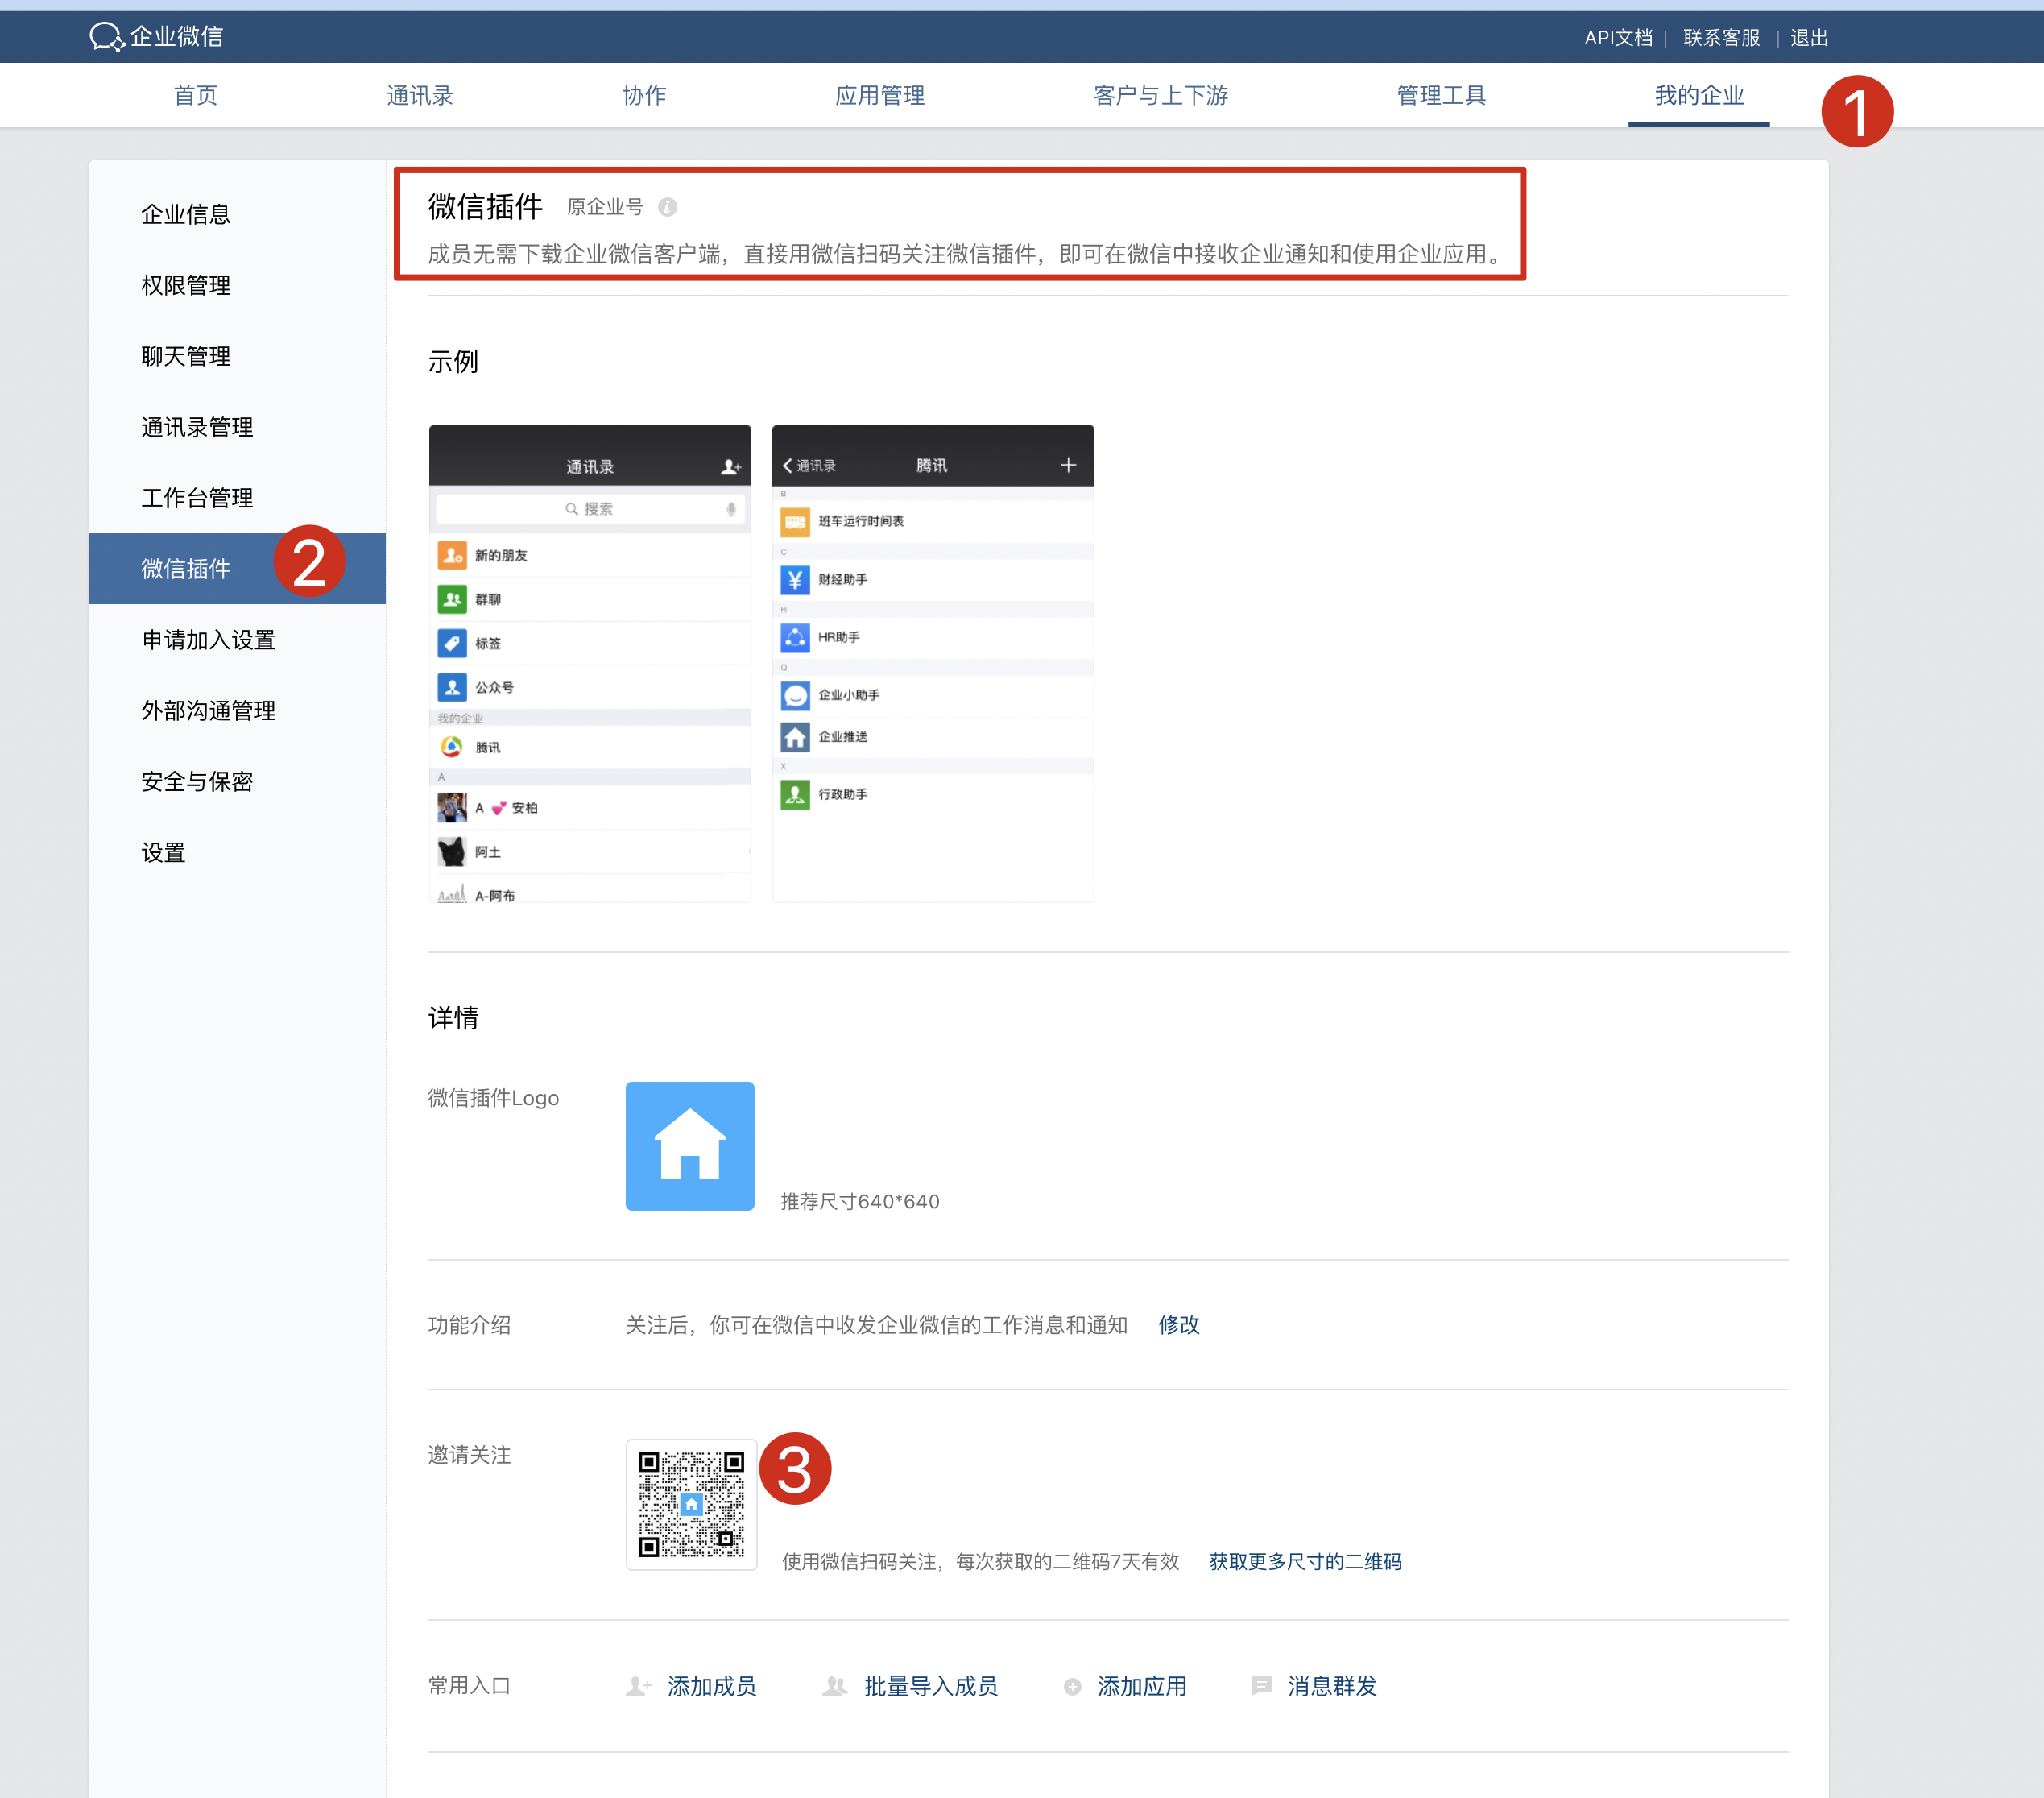 企业微信
API文档 | 联系客服 | 退出
首页 通讯录 协作 应用管理 客户与上下游 管理工具 我的企业
1
企业信息
权限管理
聊天管理
通讯录管理
工作台管理
微信插件
2
申请加入设置
外部沟通管理
安全与保密
设置
微信插件 原企业号 i
成员无需下载企业微信客户端，直接用微信扫码关注微信插件，即可在微信中接收企业通知和使用企业应用。
示例
通讯录
搜索
新的朋友
群聊
标签
公众号
我的企业
腾讯
A
A 💕 安柏
阿土
A-阿布
通讯录 腾讯
B
班车运行时间表
C
财经助手
H
HR助手
Q
企业小助手
企业推送
X
行政助手
详情
微信插件Logo
推荐尺寸640*640
功能介绍 关注后，你可在微信中收发企业微信的工作消息和通知 修改
邀请关注
3
使用微信扫码关注，每次获取的二维码7天有效 获取更多尺寸的二维码
常用入口 添加成员 批量导入成员 添加应用 消息群发